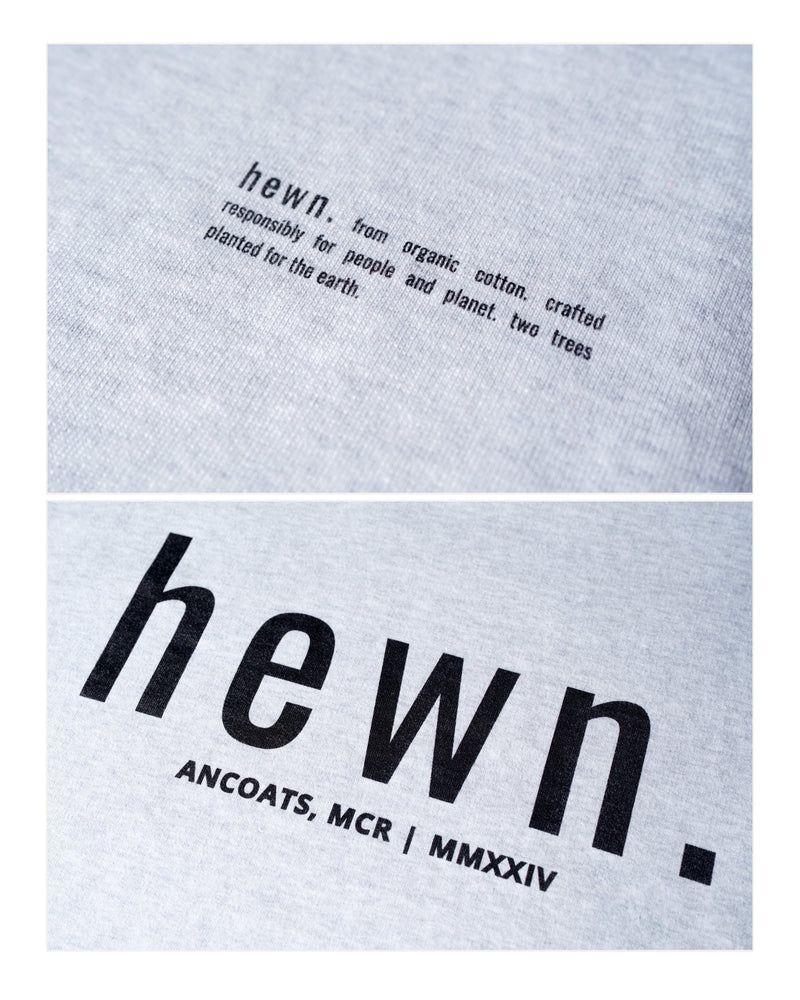 hewn. from organic cotton. crafted
responsibly for people and planet. two trees
planted for the earth.
hewn.
ANCOATS, MCR | MMXXIV